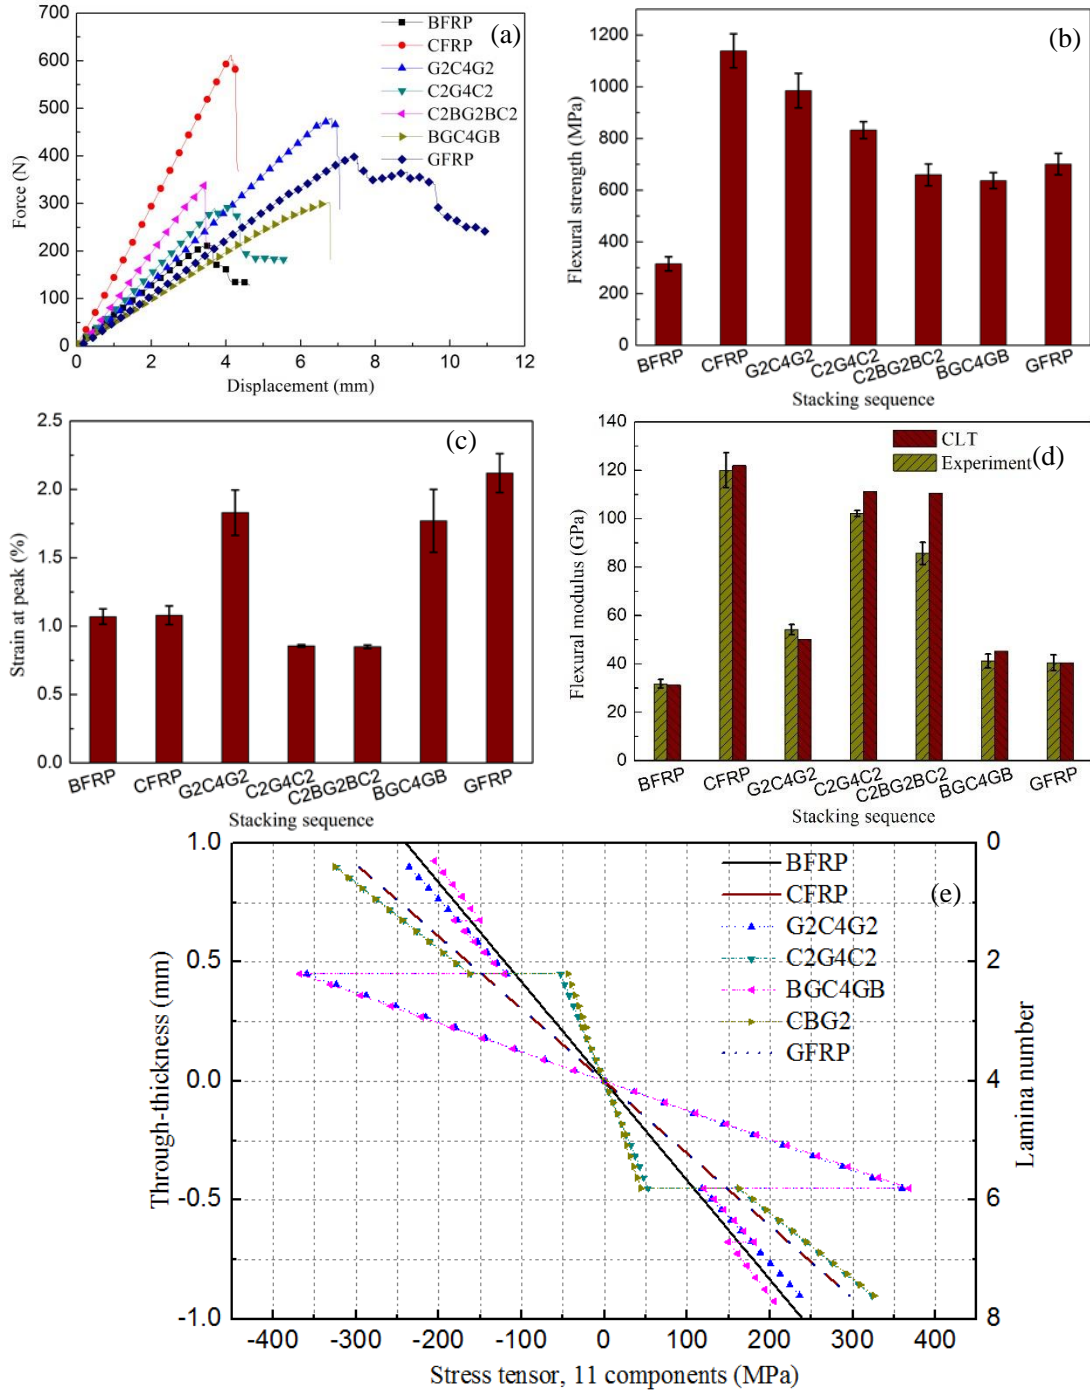 700
600
500
400
300
200
100
0
Force (N)
0 2 4 6 8 10 12
Displacement (mm)
BFRP
CFRP
G2C4G2
C2G4C2
C2BG2BC2
BGC4GB
GFRP
(a)
1200
1000
800
600
400
200
0
Flexural strength (MPa)
BFRP CFRP G2C4G2 C2G4C2 C2BG2BC2 BGC4GB GFRP
Stacking sequence
(b)
2.5
2.0
1.5
1.0
0.5
0.0
Strain at peak (%)
BFRP CFRP G2C4G2 C2G4C2 C2BG2BC2 BGC4GB GFRP
Stacking sequence
(c)
140
120
100
80
60
40
20
0
Flexural modulus (GPa)
CLT
Experiment
(d)
BFRP CFRP G2C4G2 C2G4C2 C2BG2BC2 BGC4GB GFRP
Stacking sequence
1.0
0.5
0.0
-0.5
-1.0
Through-thickness (mm)
0
2
4
6
8
Lamina number
BFRP
CFRP
G2C4G2
C2G4C2
BGC4GB
CBG2
GFRP
(e)
-400 -300 -200 -100 0 100 200 300 400
Stress tensor, 11 components (MPa)